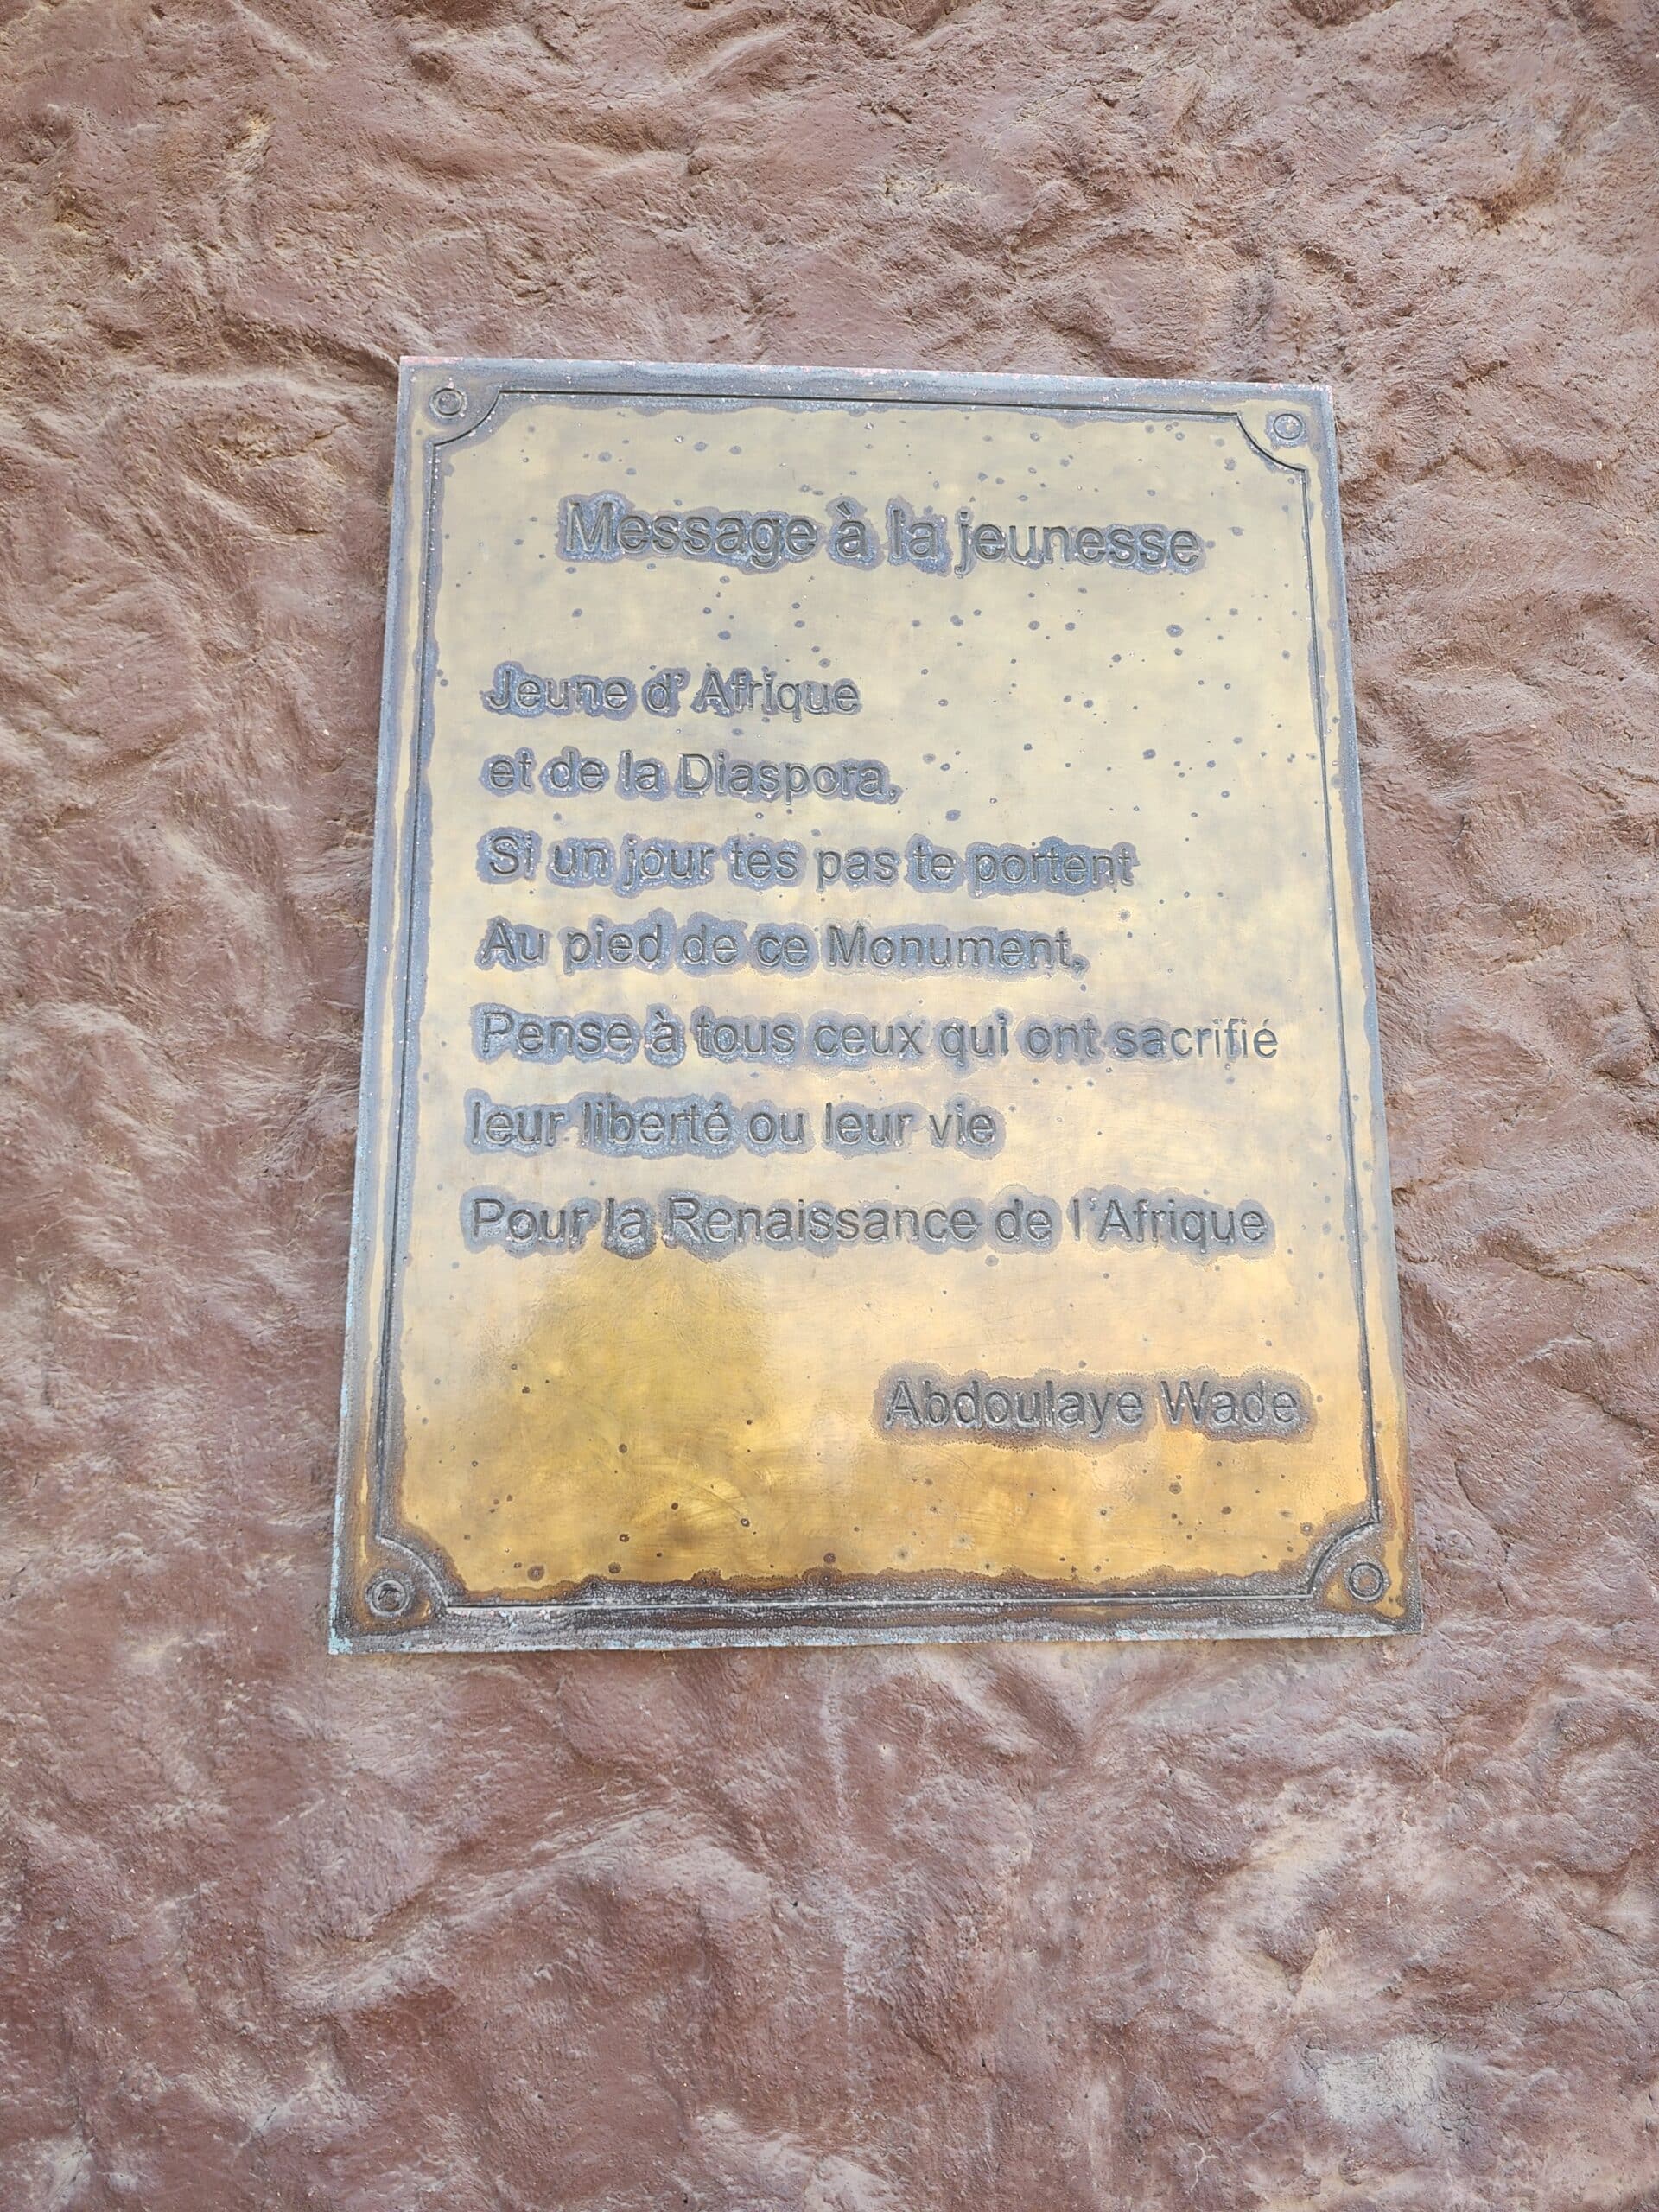 Message à la jeunesse
Jeune d' Afrique
et de la Diaspora,
Si un jour tes pas te portent
Au pied de ce Monument,
Pense à tous ceux qui ont sacrifié
leur liberté ou leur vie
Pour la Renaissance de l'Afrique
Abdoulaye Wade